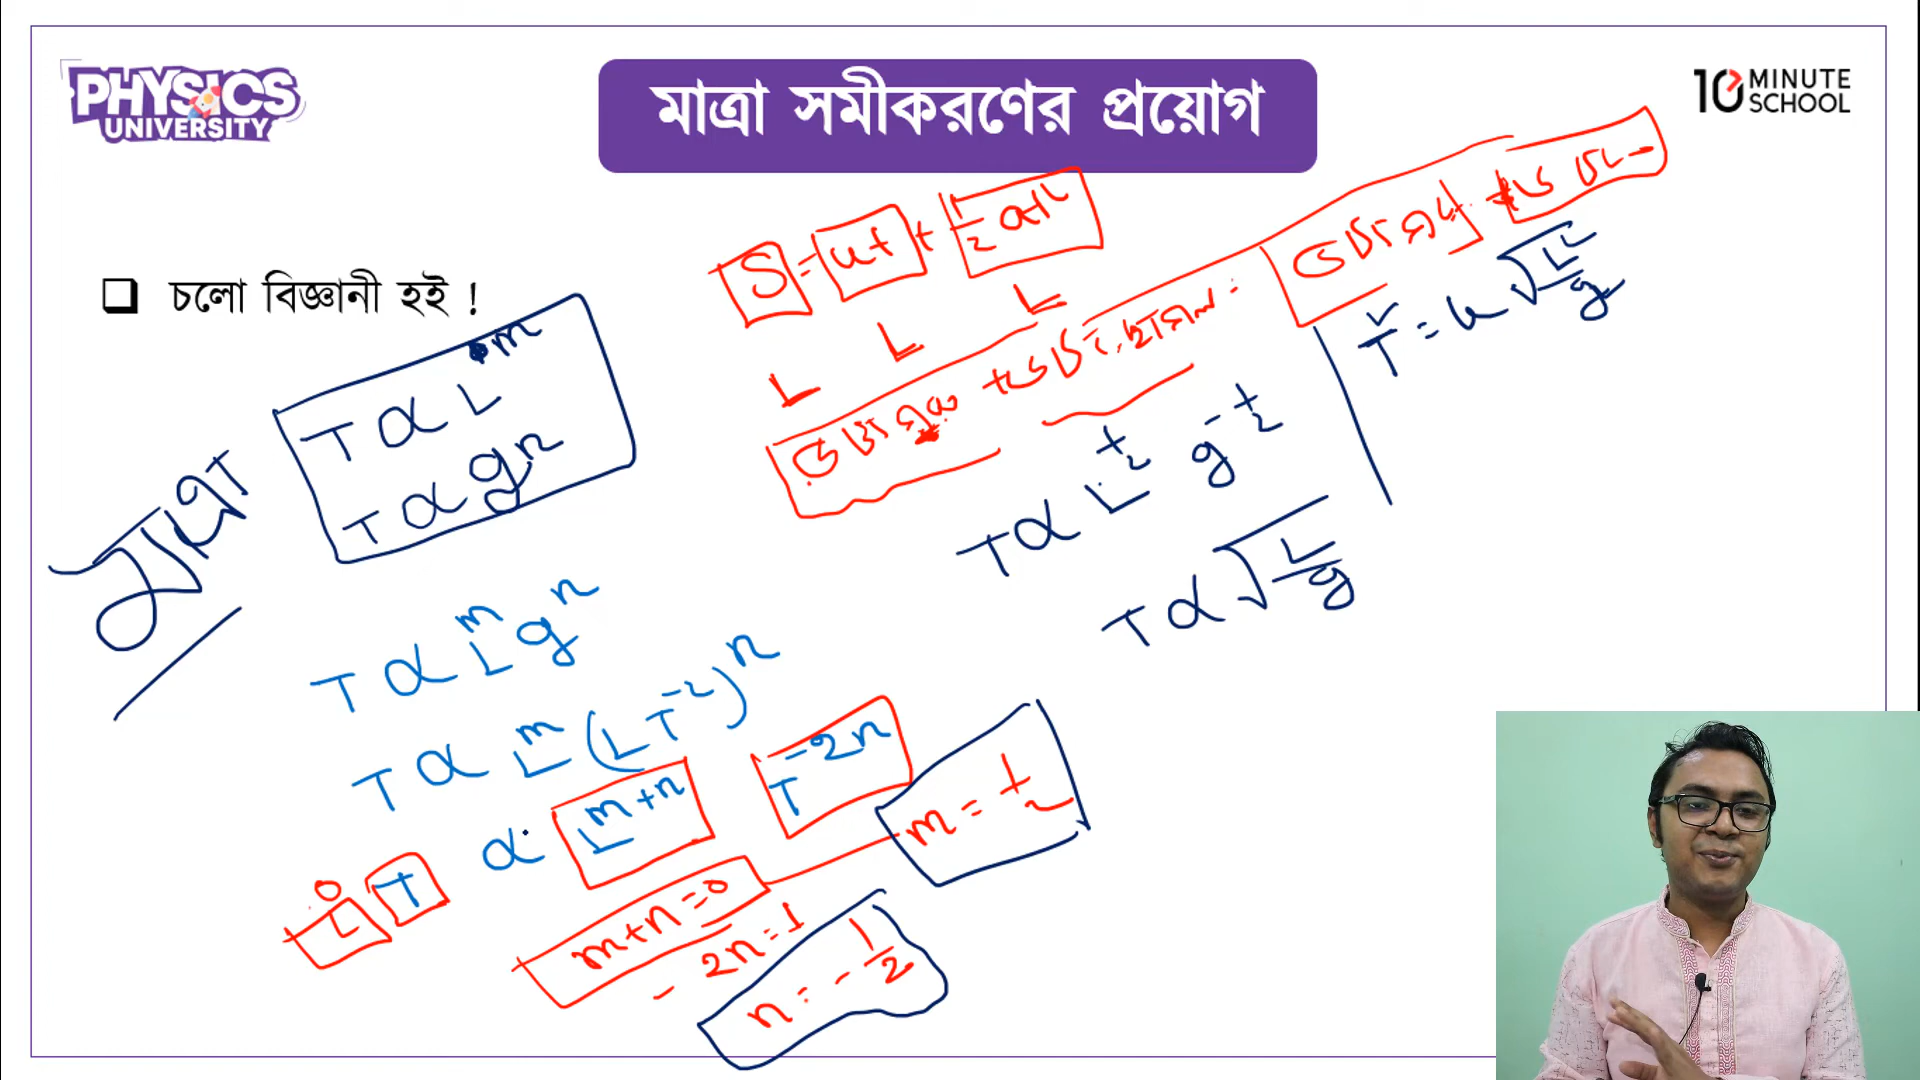 PHYSICS
UNIVERSITY
মাত্রা সমীকরণের প্রয়োগ
10 MINUTE
SCHOOL
❑ চলো বিজ্ঞানী হই !
S = ut + 1/2 at²
L L L
T = k √L/g
T ∝ L^m
T ∝ g^n
T ∝ L^1/2 g^-1/2
T ∝ √L/g
T ∝ L^m g^n
T ∝ L^m (LT^-2)^n
L^0 T ∝ L^m+n T^-2n
m+n=0
m = 1/2
-2n=1
n = -1/2